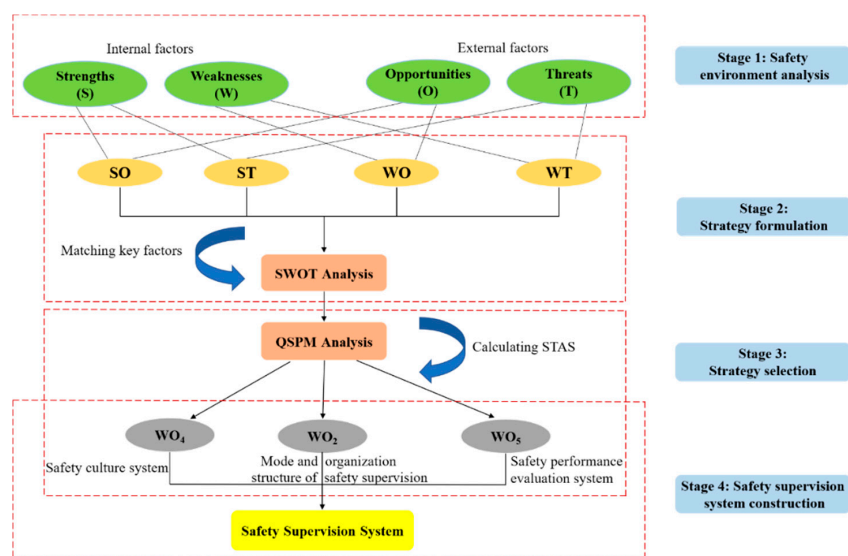 Internal factors
External factors
Strengths
(S)
Weaknesses
(W)
Opportunities
(O)
Threats
(T)
Stage 1: Safety
environment analysis
SO
ST
WO
WT
Stage 2:
Strategy formulation
Matching key factors
SWOT Analysis
QSPM Analysis
Calculating STAS
Stage 3:
Strategy selection
WO₄
WO₂
WO₅
Safety culture system
Mode and organization
structure of safety supervision
Safety performance
evaluation system
Stage 4: Safety supervision
system construction
Safety Supervision System